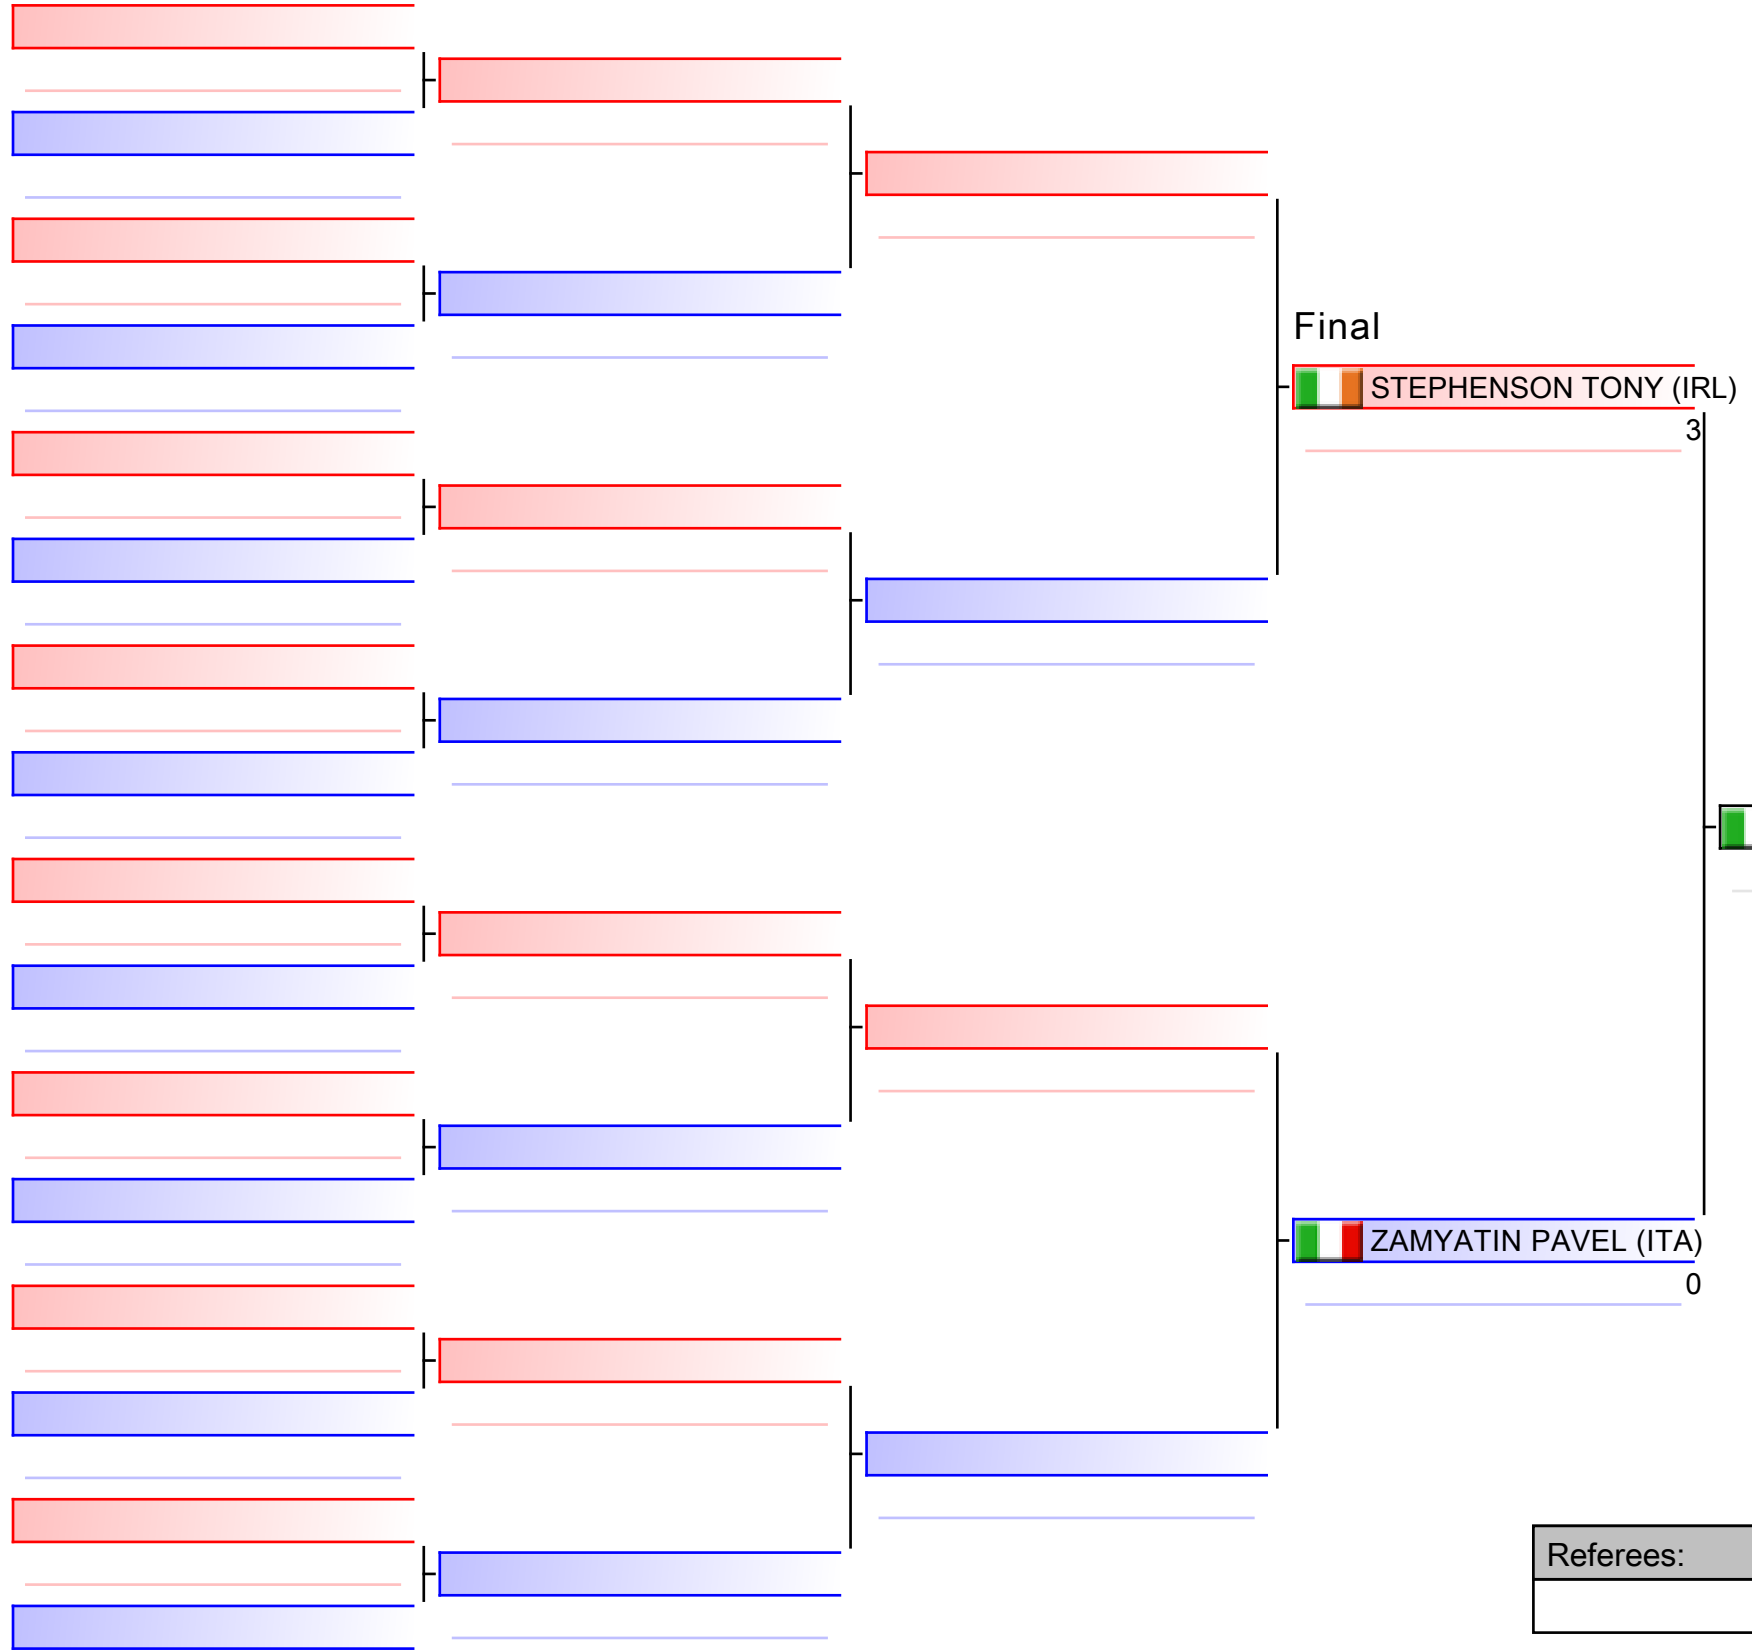 Final
STEPHENSON TONY (IRL)
3
ZAMYATIN PAVEL (ITA)
0
Referees: